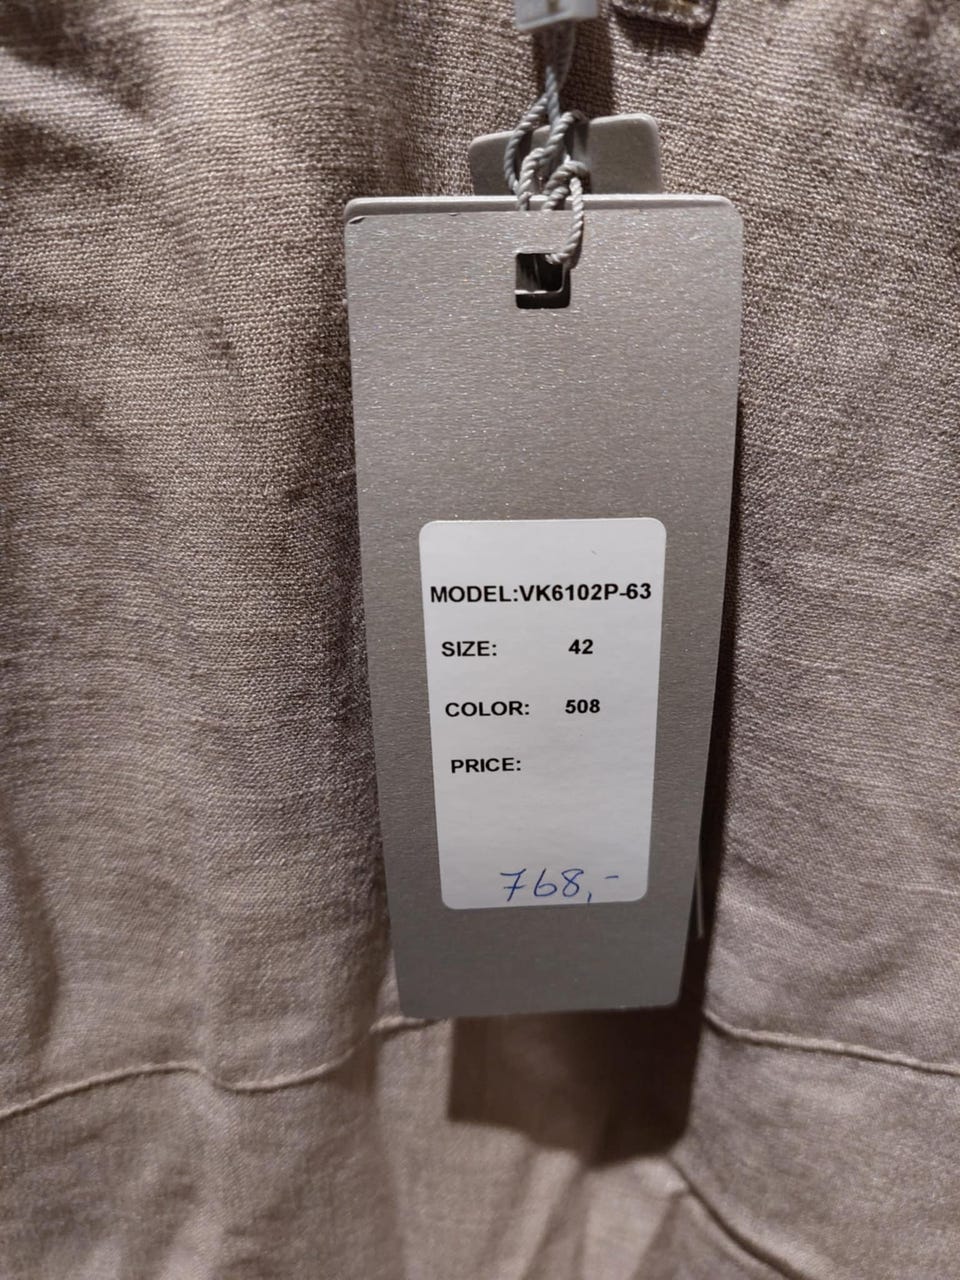 MODEL:VK6102P-63
SIZE: 42
COLOR: 508
PRICE:
768,-